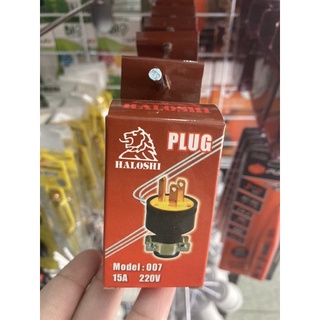 HALOSHI
PLUG
HALOSHI
Model : 007
15A 220V